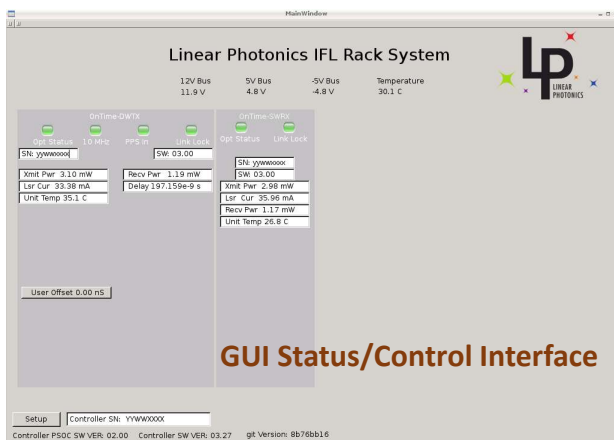 MainWindow
Linear Photonics IFL Rack System
12V Bus 5V Bus -5V Bus Temperature
11.9 V 4.8 V -4.8 V 30.1 C
LP
LINEAR
PHOTONICS
OnTime-DWTX
Opt Status 10 MHz PPS In Link Lock
SN: yywwxxxx SW: 03.00
Xmit Pwr 3.10 mW Recv Pwr 1.19 mW
Lsr Cur 33.38 mA Delay 197.159e-9 s
Unit Temp 35.1 C
User Offset 0.00 nS
OnTime-SWRX
Opt Status Link Lock
SN: yywwxxxx
SW: 03.00
Xmit Pwr 2.98 mW
Lsr Cur 35.96 mA
Recv Pwr 1.17 mW
Unit Temp 26.8 C
GUI Status/Control Interface
Setup Controller SN: YYWWXXXX
Controller PSOC SW VER: 02.00 Controller SW VER: 03.27 git Version: 8b76bb16